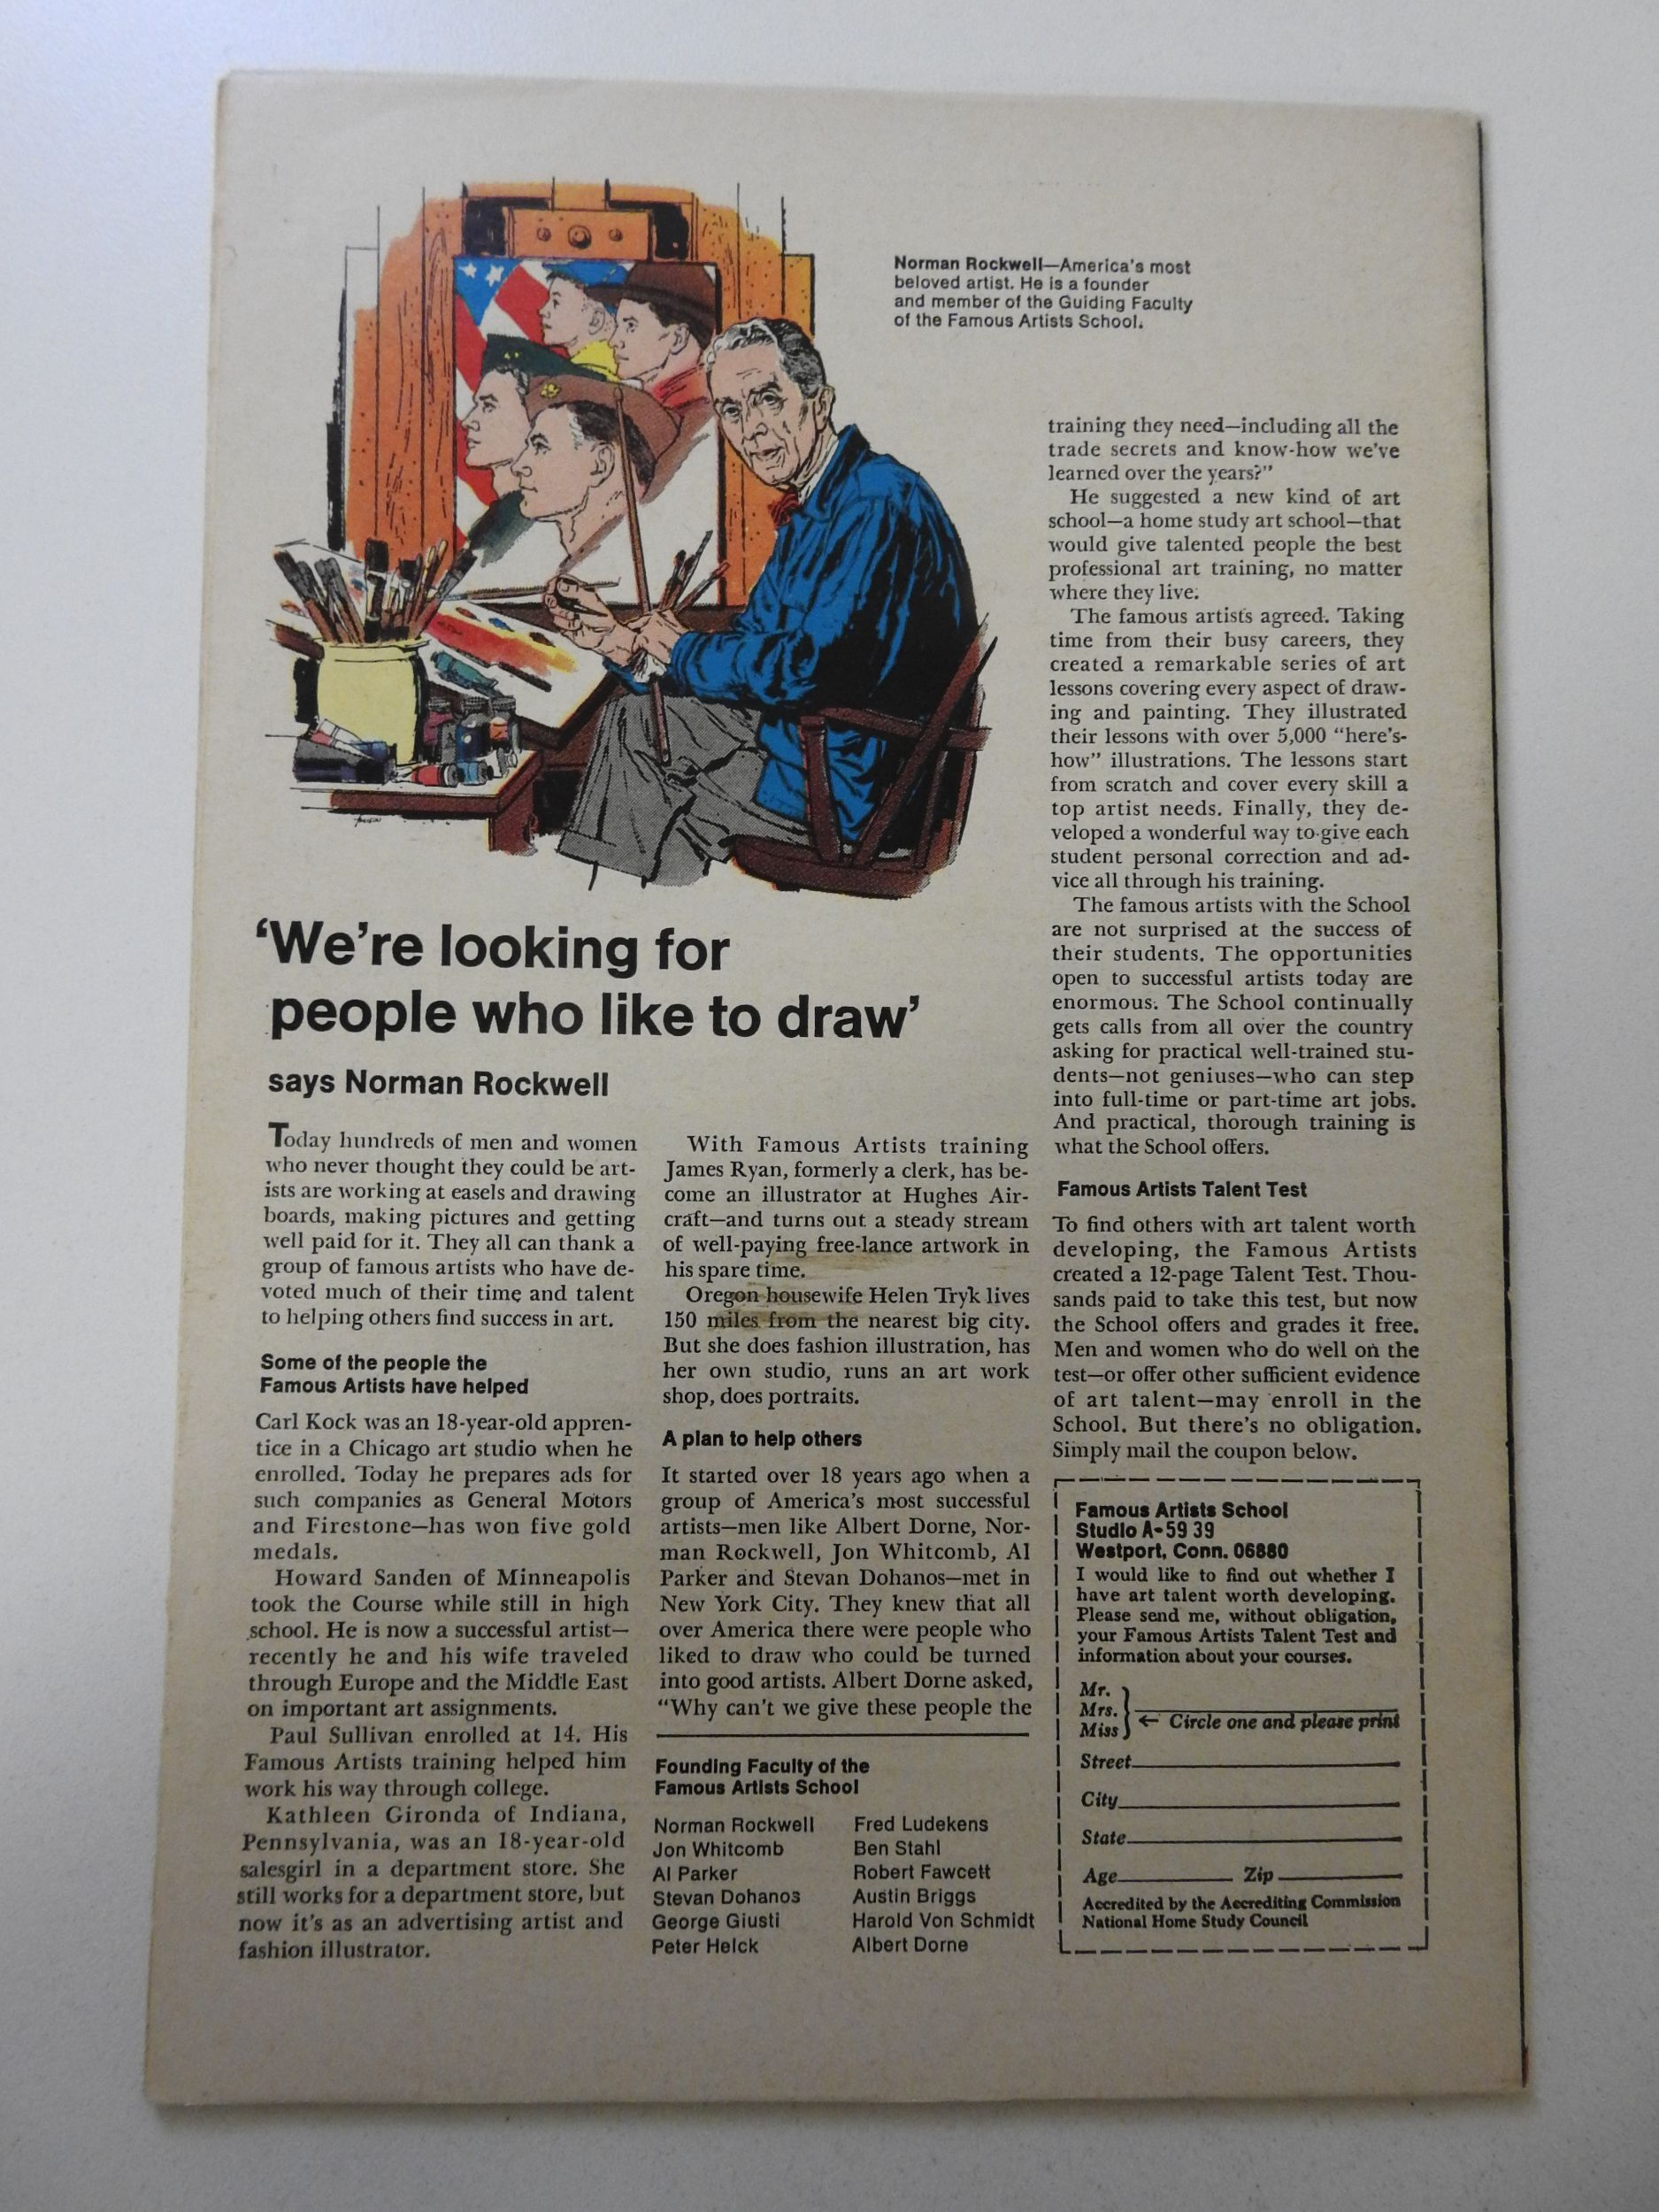 Norman Rockwell—America's most
beloved artist. He is a founder
and member of the Guiding Faculty
of the Famous Artists School.
'We're looking for
people who like to draw'
says Norman Rockwell
Today hundreds of men and women
who never thought they could be art-
ists are working at easels and drawing
boards, making pictures and getting
well paid for it. They all can thank a
group of famous artists who have de-
voted much of their time and talent
to helping others find success in art.
Some of the people the
Famous Artists have helped
Carl Kock was an 18-year-old appren-
tice in a Chicago art studio when he
enrolled. Today he prepares ads for
such companies as General Motors
and Firestone—has won five gold
medals.
Howard Sanden of Minneapolis
took the Course while still in high
school. He is now a successful artist—
recently he and his wife traveled
through Europe and the Middle East
on important art assignments.
Paul Sullivan enrolled at 14. His
Famous Artists training helped him
work his way through college.
Kathleen Gironda of Indiana,
Pennsylvania, was an 18-year-old
salesgirl in a department store. She
still works for a department store, but
now it's as an advertising artist and
fashion illustrator.
With Famous Artists training
James Ryan, formerly a clerk, has be-
come an illustrator at Hughes Air-
craft—and turns out a steady stream
of well-paying free-lance artwork in
his spare time.
Oregon housewife Helen Tryk lives
150 miles from the nearest big city.
But she does fashion illustration, has
her own studio, runs an art work
shop, does portraits.
A plan to help others
It started over 18 years ago when a
group of America's most successful
artists—men like Albert Dorne, Nor-
man Rockwell, Jon Whitcomb, Al
Parker and Stevan Dohanos—met in
New York City. They knew that all
over America there were people who
liked to draw who could be turned
into good artists. Albert Dorne asked,
"Why can't we give these people the
Founding Faculty of the
Famous Artists School
Norman Rockwell
Jon Whitcomb
Al Parker
Stevan Dohanos
George Giusti
Peter Helck
Fred Ludekens
Ben Stahl
Robert Fawcett
Austin Briggs
Harold Von Schmidt
Albert Dorne
training they need—including all the
trade secrets and know-how we've
learned over the years?"
He suggested a new kind of art
school—a home study art school—that
would give talented people the best
professional art training, no matter
where they live.
The famous artists agreed. Taking
time from their busy careers, they
created a remarkable series of art
lessons covering every aspect of draw-
ing and painting. They illustrated
their lessons with over 5,000 "here's-
how" illustrations. The lessons start
from scratch and cover every skill a
top artist needs. Finally, they de-
veloped a wonderful way to give each
student personal correction and ad-
vice all through his training.
The famous artists with the School
are not surprised at the success of
their students. The opportunities
open to successful artists today are
enormous. The School continually
gets calls from all over the country
asking for practical well-trained stu-
dents—not geniuses—who can step
into full-time or part-time art jobs.
And practical, thorough training is
what the School offers.
Famous Artists Talent Test
To find others with art talent worth
developing, the Famous Artists
created a 12-page Talent Test. Thou-
sands paid to take this test, but now
the School offers and grades it free.
Men and women who do well on the
test—or offer other sufficient evidence
of art talent—may enroll in the
School. But there's no obligation.
Simply mail the coupon below.
Famous Artists School
Studio A-59 39
Westport, Conn. 06880
I would like to find out whether I
have art talent worth developing.
Please send me, without obligation,
your Famous Artists Talent Test and
information about your courses.
Mr.
Mrs.
Miss
← Circle one and please print
Street
City
State
Age Zip
Accredited by the Accrediting Commission
National Home Study Council